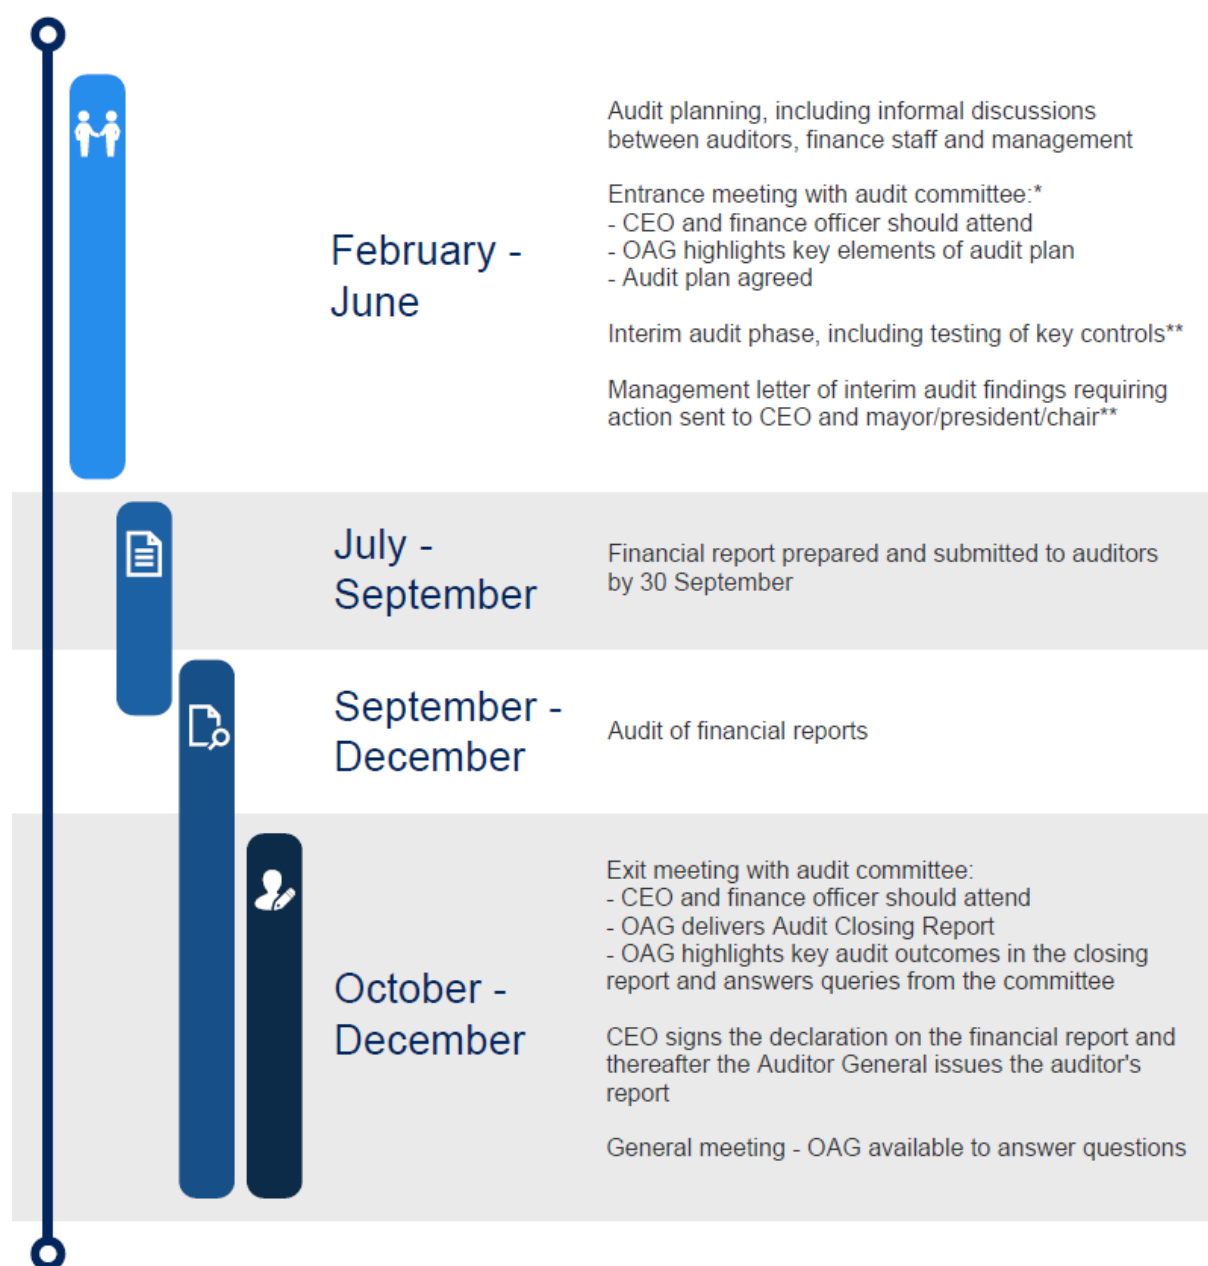 February -
June
Audit planning, including informal discussions
between auditors, finance staff and management
Entrance meeting with audit committee:*
- CEO and finance officer should attend
- OAG highlights key elements of audit plan
- Audit plan agreed
Interim audit phase, including testing of key controls**
Management letter of interim audit findings requiring
action sent to CEO and mayor/president/chair**
July -
September
Financial report prepared and submitted to auditors
by 30 September
September -
December
Audit of financial reports
October -
December
Exit meeting with audit committee:
- CEO and finance officer should attend
- OAG delivers Audit Closing Report
- OAG highlights key audit outcomes in the closing
report and answers queries from the committee
CEO signs the declaration on the financial report and
thereafter the Auditor General issues the auditor's
report
General meeting - OAG available to answer questions